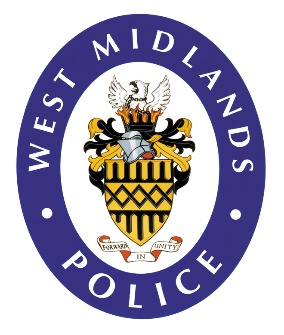 WEST MIDLANDS
FORWARD
IN
UNITY
POLICE